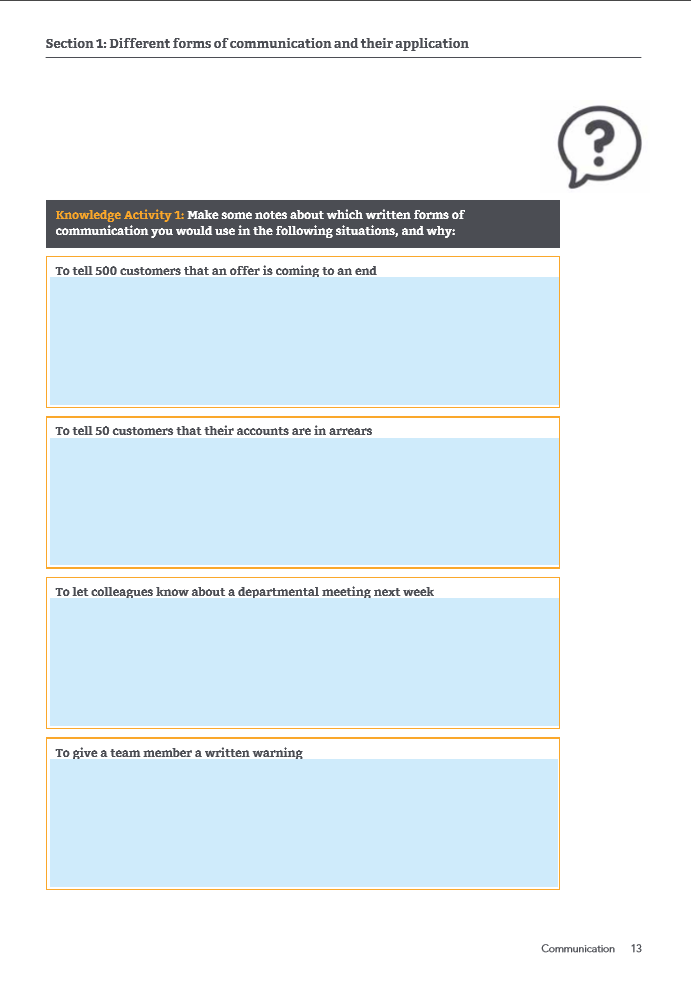 Section 1: Different forms of communication and their application
?
Knowledge Activity 1: Make some notes about which written forms of
communication you would use in the following situations, and why:
To tell 500 customers that an offer is coming to an end
To tell 50 customers that their accounts are in arrears
To let colleagues know about a departmental meeting next week
To give a team member a written warning
Communication 13